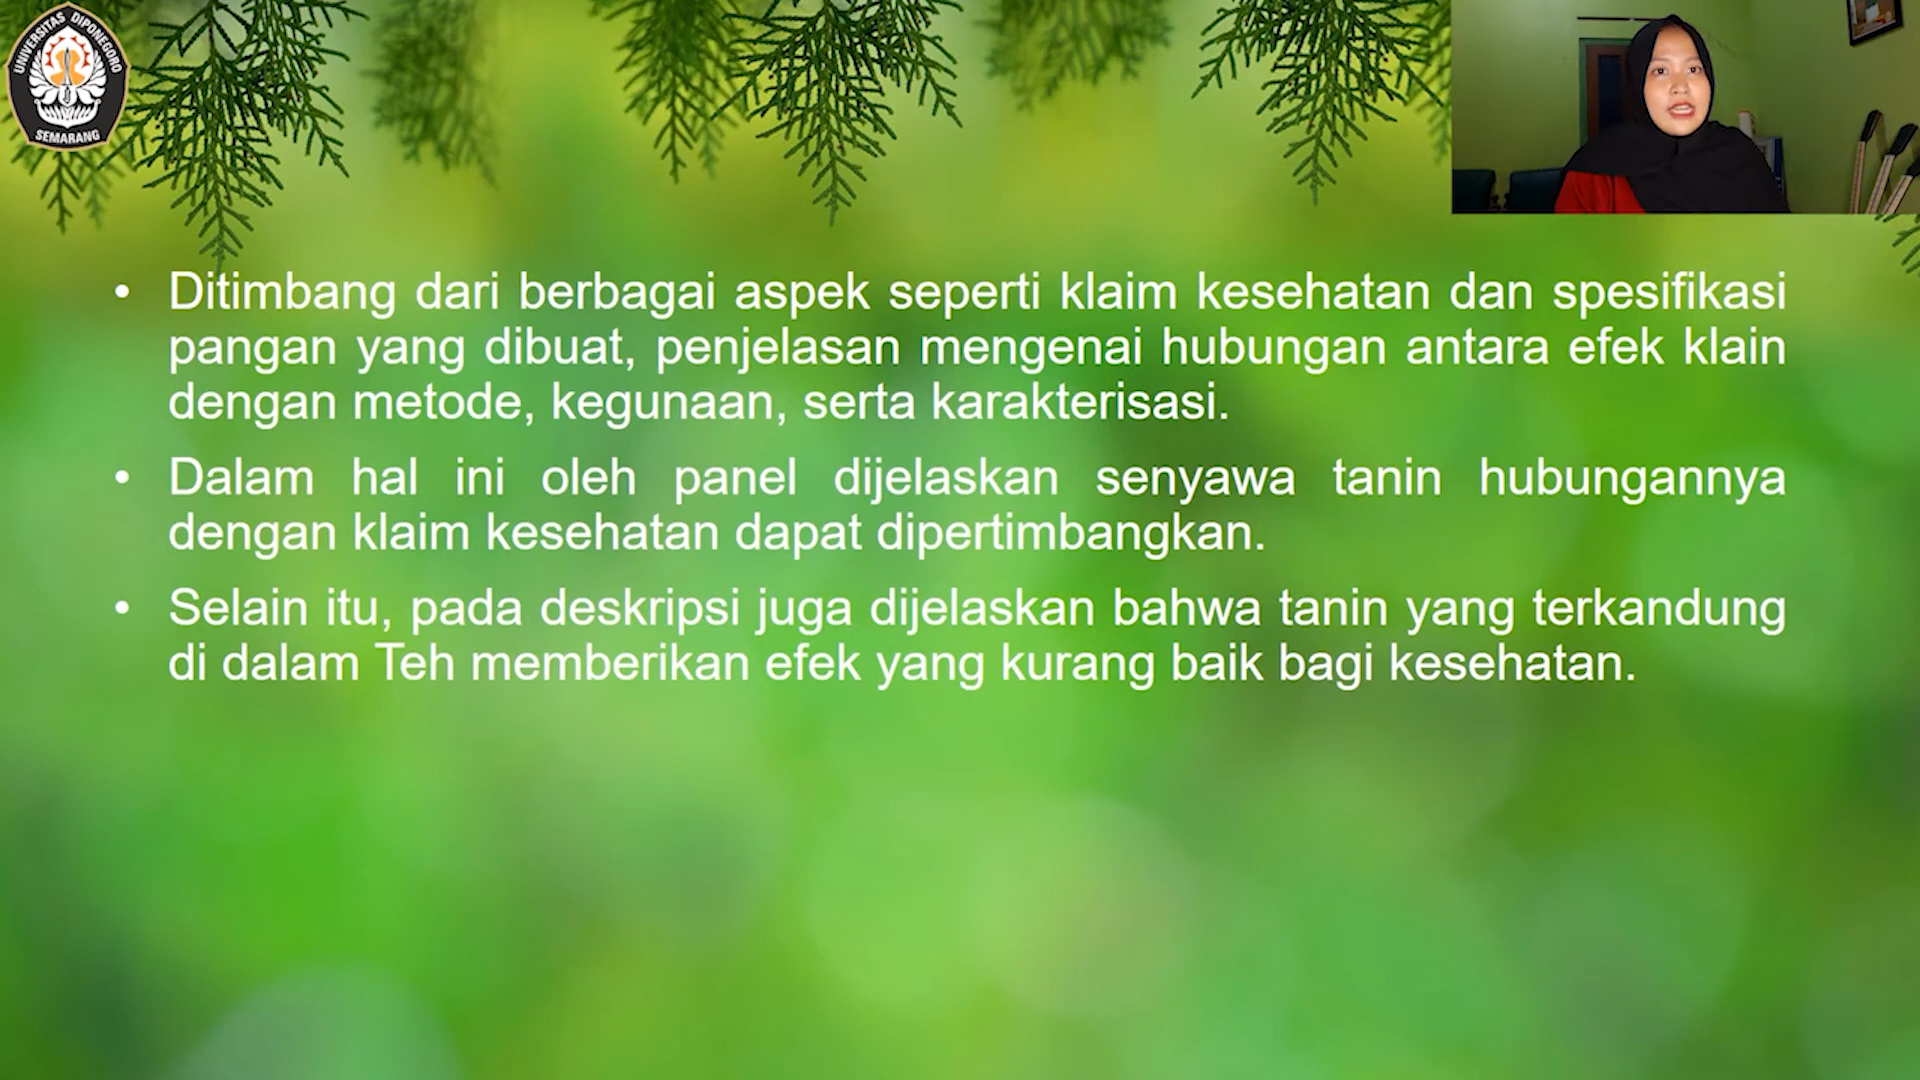 UNIVERSITAS DIPONEGORO
SEMARANG
• Ditimbang dari berbagai aspek seperti klaim kesehatan dan spesifikasi
pangan yang dibuat, penjelasan mengenai hubungan antara efek klain
dengan metode, kegunaan, serta karakterisasi.
• Dalam hal ini oleh panel dijelaskan senyawa tanin hubungannya
dengan klaim kesehatan dapat dipertimbangkan.
• Selain itu, pada deskripsi juga dijelaskan bahwa tanin yang terkandung
di dalam Teh memberikan efek yang kurang baik bagi kesehatan.